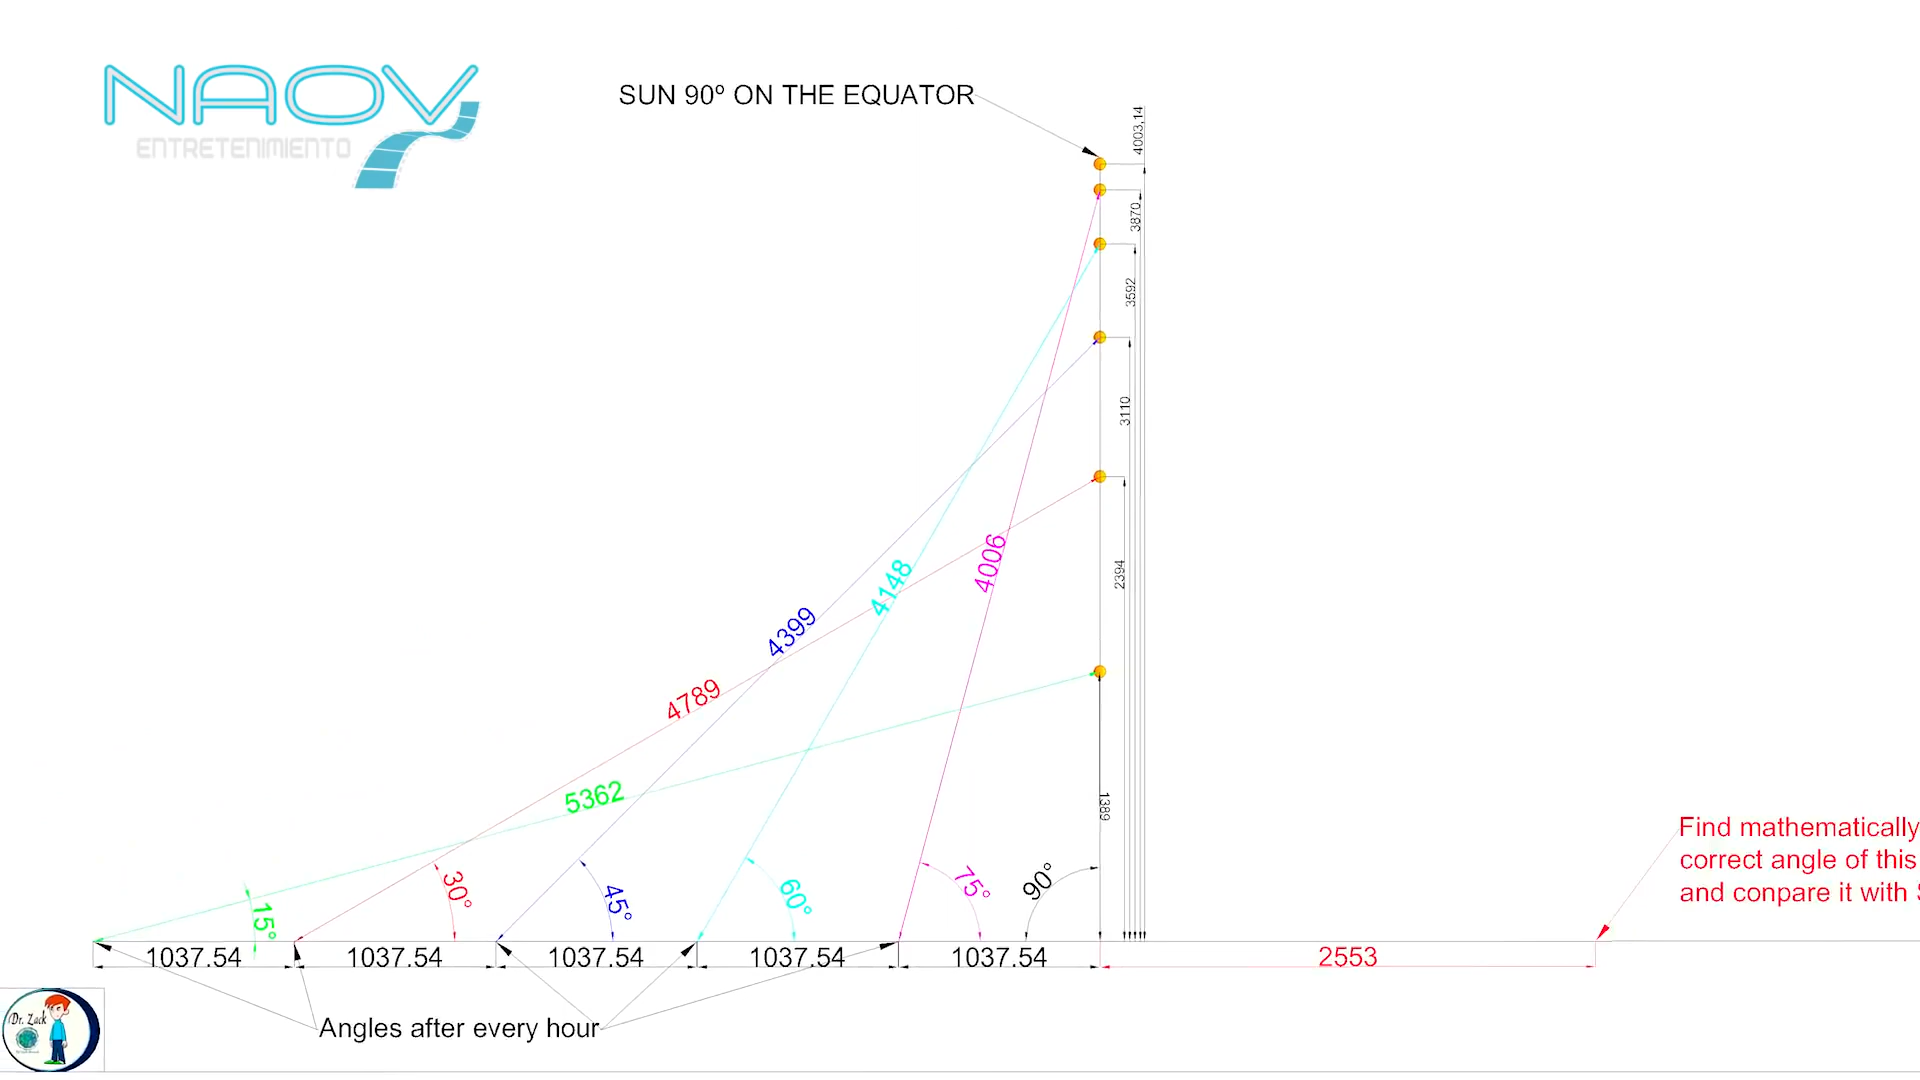 NAOV
ENTRETENIMIENTO
SUN 90º ON THE EQUATOR
4003,14
3870
3592
3110
2394
1389
4006
4148
4399
4789
5362
15°
30°
45°
60°
75°
90°
1037.54
1037.54
1037.54
1037.54
1037.54
2553
Angles after every hour
Find mathematically
correct angle of this
and conpare it with
Dr. Zack